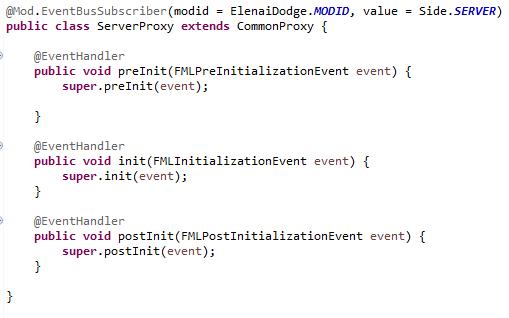 @Mod.EventBusSubscriber(modid = ElenaiDodge.MODID, value = Side.SERVER)
public class ServerProxy extends CommonProxy {
@EventHandler
public void preInit(FMLPreInitializationEvent event) {
super.preInit(event);
}
@EventHandler
public void init(FMLInitializationEvent event) {
super.init(event);
}
@EventHandler
public void postInit(FMLPostInitializationEvent event) {
super.postInit(event);
}
}